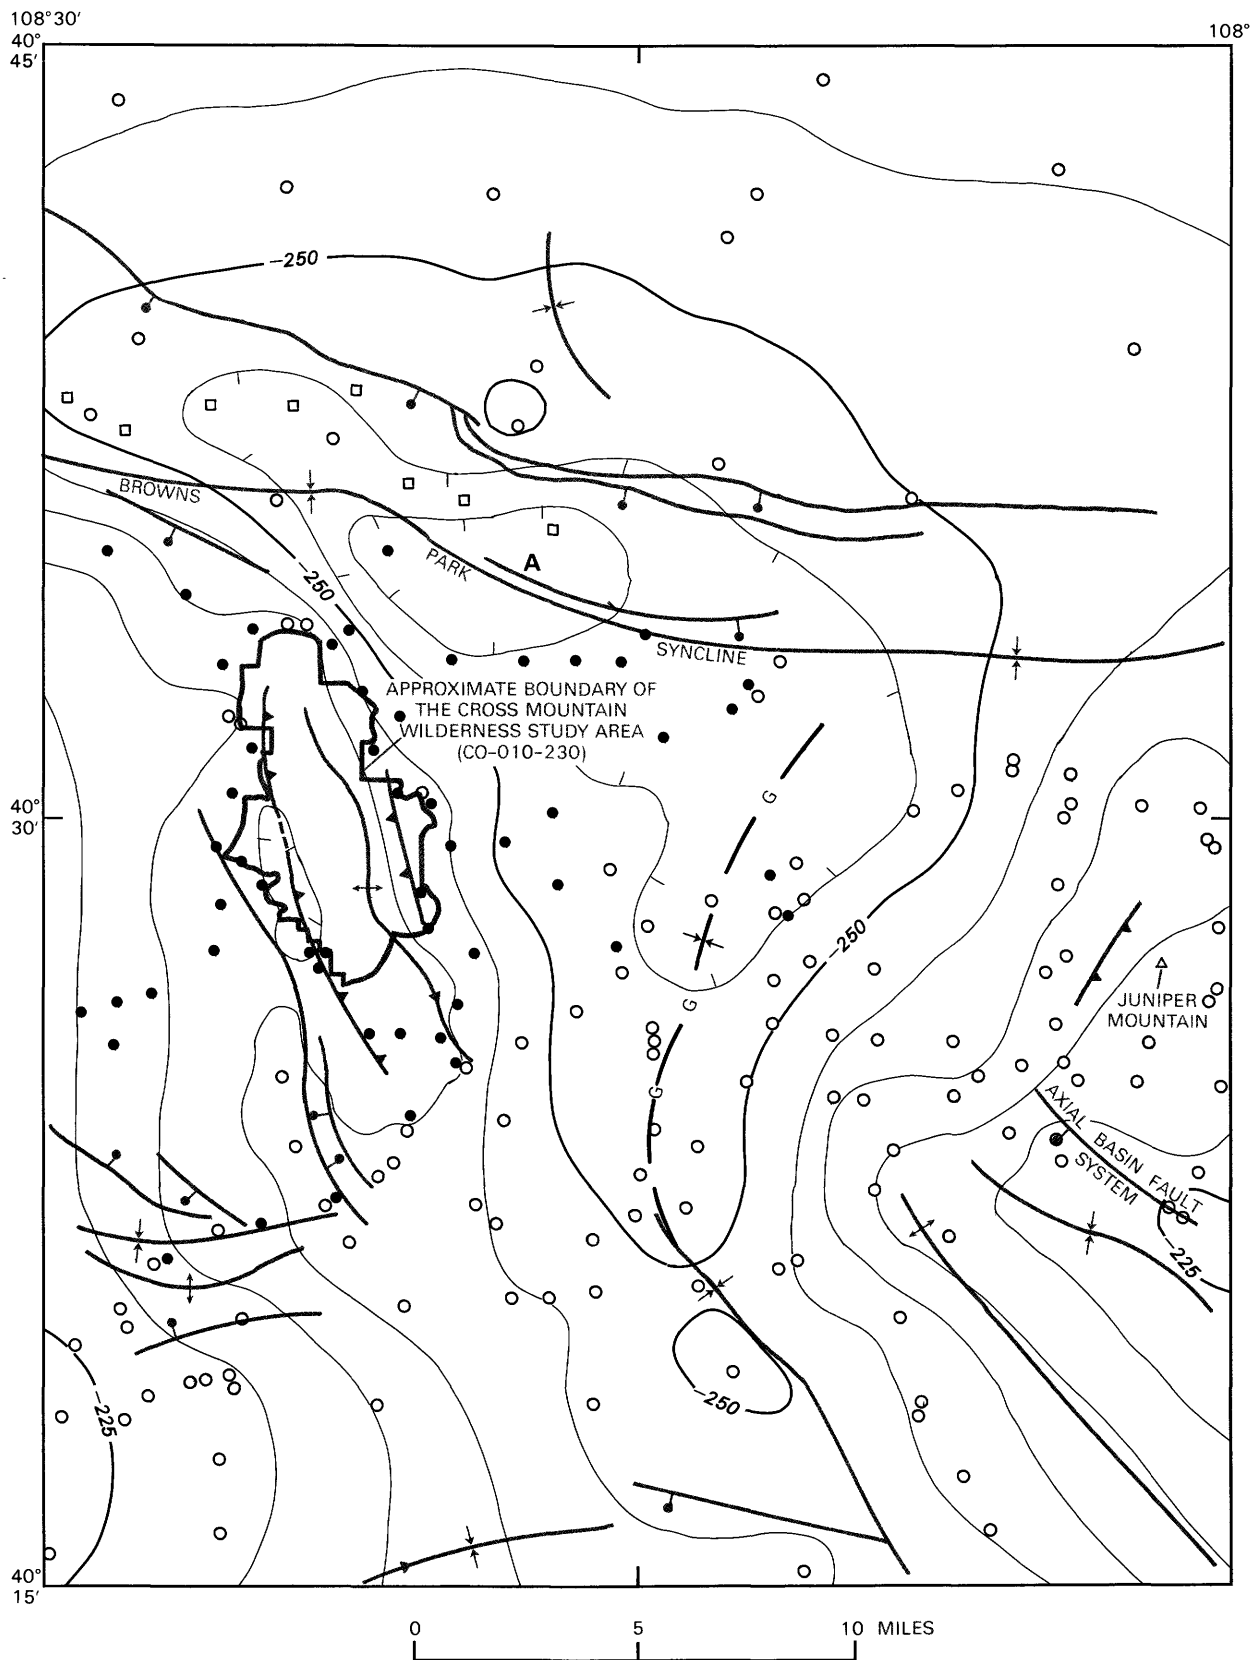 108°30′
108°
40°
45′
−250
BROWNS
PARK
A
−250
SYNCLINE
APPROXIMATE BOUNDARY OF
THE CROSS MOUNTAIN
WILDERNESS STUDY AREA
(CO-010-230)
G
40°
30′
−250
G
JUNIPER
MOUNTAIN
G
AXIAL BASIN FAULT
SYSTEM
−225
−250
−225
40°
15′
0 5 10 MILES